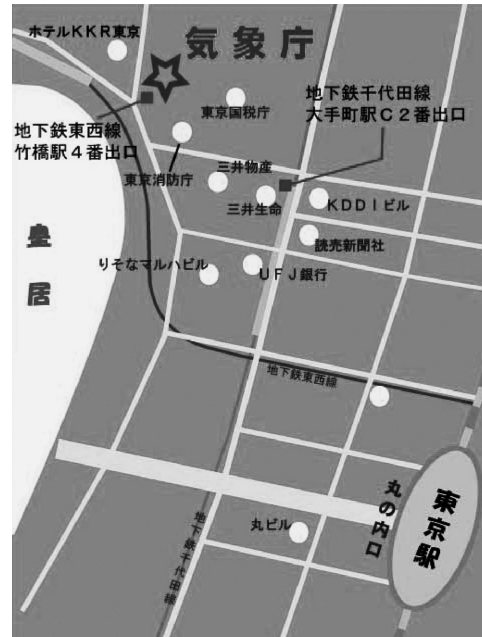 ホテルＫＫＲ東京
気象庁
東京国税庁
地下鉄千代田線
大手町駅Ｃ２番出口
地下鉄東西線
竹橋駅４番出口
東京消防庁
三井物産
三井生命
ＫＤＤＩビル
読売新聞社
皇居
りそなマルハビル
ＵＦＪ銀行
地下鉄東西線
丸の内口
東京駅
丸ビル
地下鉄千代田線